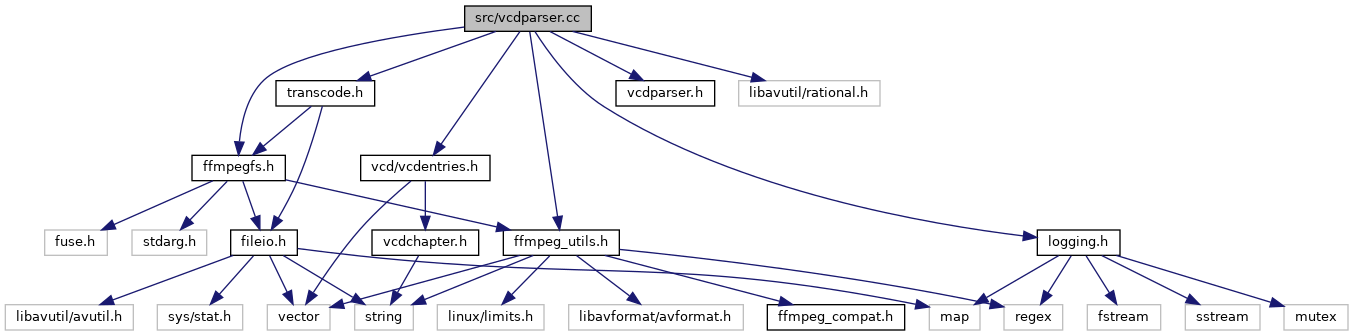 src/vcdparser.cc
transcode.h
vcdparser.h
libavutil/rational.h
ffmpegfs.h
vcd/vcdentries.h
fuse.h
stdarg.h
fileio.h
vcdchapter.h
ffmpeg_utils.h
logging.h
libavutil/avutil.h
sys/stat.h
vector
string
linux/limits.h
libavformat/avformat.h
ffmpeg_compat.h
map
regex
fstream
sstream
mutex